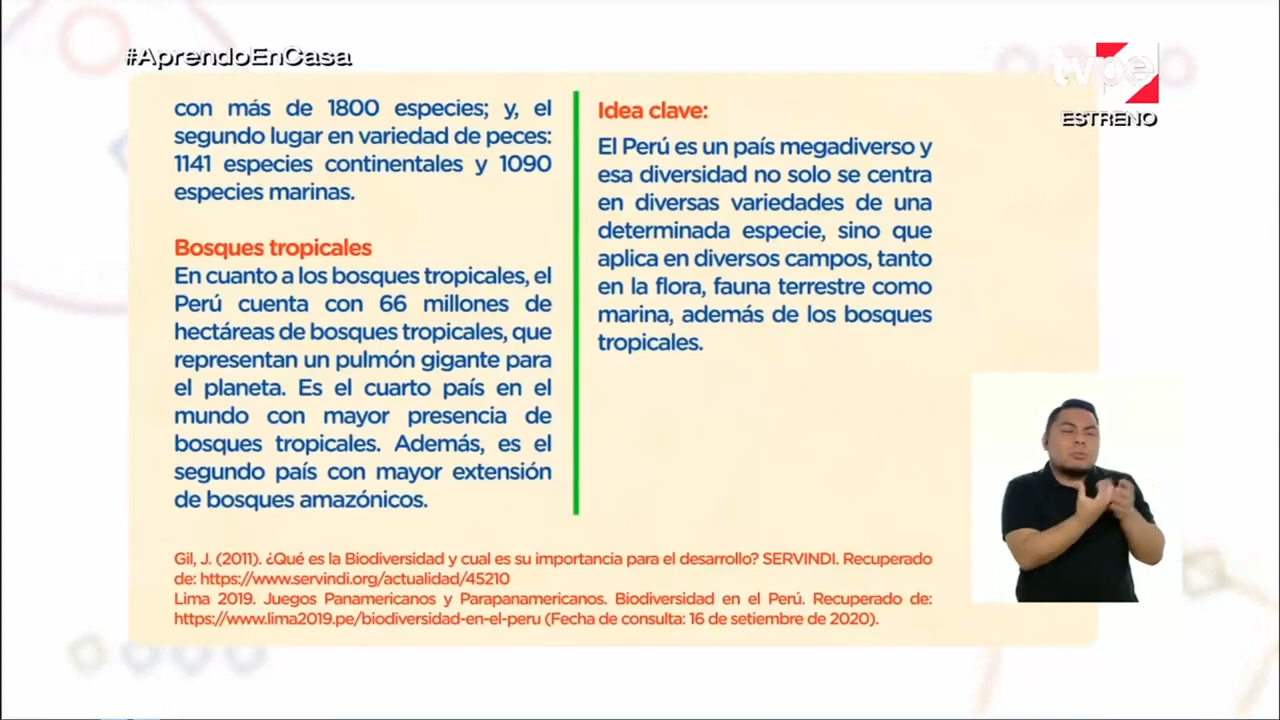 #AprendoEnCasa
tvpe
ESTRENO
con más de 1800 especies; y, el
segundo lugar en variedad de peces:
1141 especies continentales y 1090
especies marinas.
Bosques tropicales
En cuanto a los bosques tropicales, el
Perú cuenta con 66 millones de
hectáreas de bosques tropicales, que
representan un pulmón gigante para
el planeta. Es el cuarto país en el
mundo con mayor presencia de
bosques tropicales. Además, es el
segundo país con mayor extensión
de bosques amazónicos.
Idea clave:
El Perú es un país megadiverso y
esa diversidad no solo se centra
en diversas variedades de una
determinada especie, sino que
aplica en diversos campos, tanto
en la flora, fauna terrestre como
marina, además de los bosques
tropicales.
Gil, J. (2011). ¿Qué es la Biodiversidad y cual es su importancia para el desarrollo? SERVINDI. Recuperado
de: https://www.servindi.org/actualidad/45210
Lima 2019. Juegos Panamericanos y Parapanamericanos. Biodiversidad en el Perú. Recuperado de:
https://www.lima2019.pe/biodiversidad-en-el-peru (Fecha de consulta: 16 de setiembre de 2020).